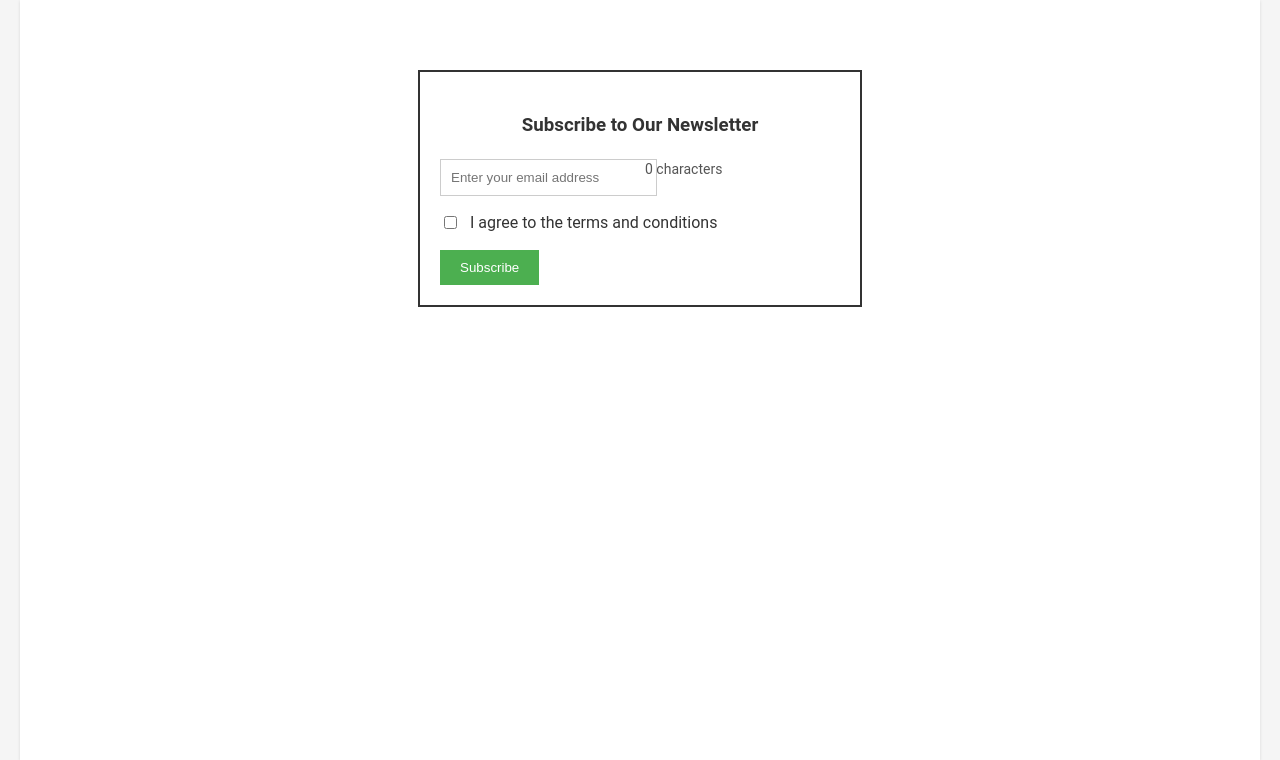 Subscribe to Our Newsletter
Enter your email address 0 characters
I agree to the terms and conditions
Subscribe